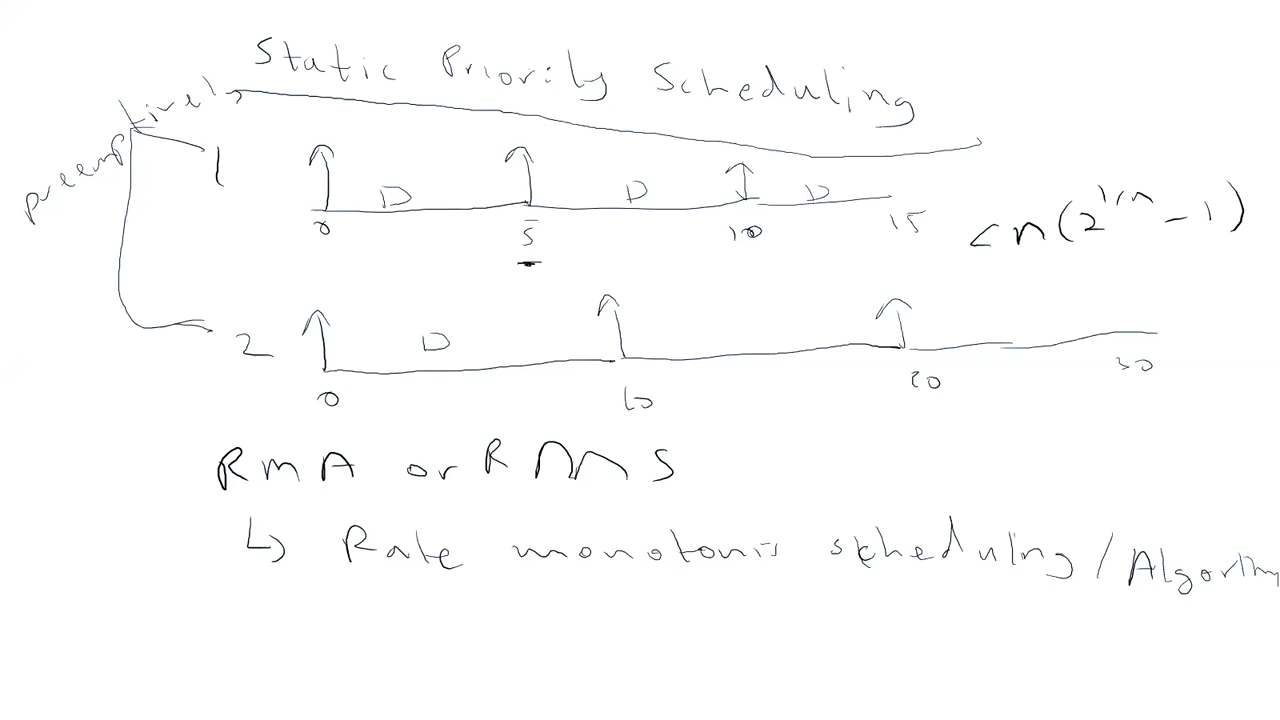 Static Priority Scheduling
preemptively
1 D D D
0 5 10 15 < n(2^1/n - 1)
2 D
0 10 20 30
RMA or RMS
↳ Rate monotonis scheduling / Algorithm